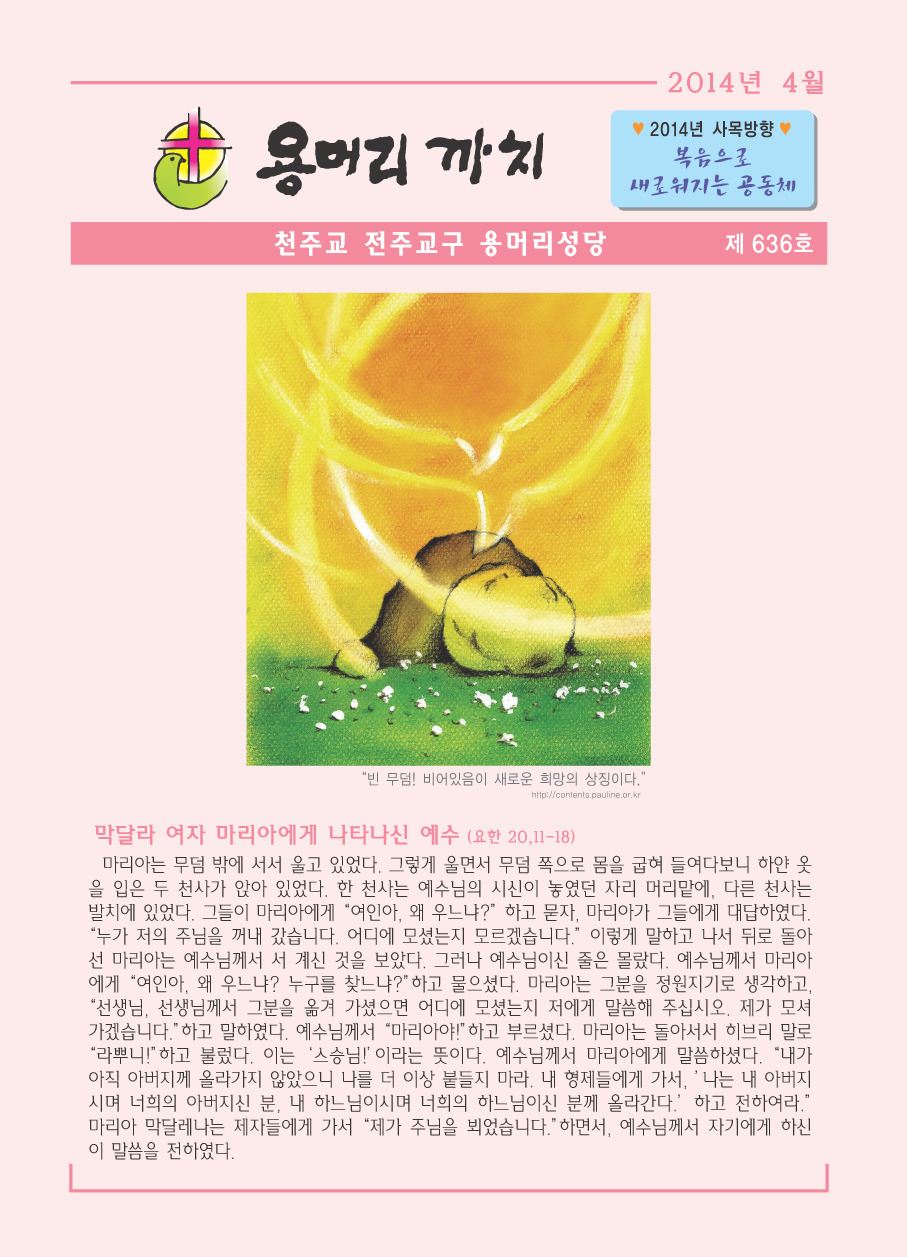 2014년 4월
용머리 까치
♥ 2014년 사목방향 ♥
복음으로
새로워지는 공동체
천주교 전주교구 용머리성당
제 636호
“빈 무덤! 비어있음이 새로운 희망의 상징이다.”
http://contents.pauline.or.kr
막달라 여자 마리아에게 나타나신 예수 (요한 20,11-18)
마리아는 무덤 밖에 서서 울고 있었다. 그렇게 울면서 무덤 쪽으로 몸을 굽혀 들여다보니 하얀 옷
을 입은 두 천사가 앉아 있었다. 한 천사는 예수님의 시신이 놓였던 자리 머리맡에, 다른 천사는
발치에 있었다. 그들이 마리아에게 “여인아, 왜 우느냐?” 하고 묻자, 마리아가 그들에게 대답하였다.
“누가 저의 주님을 꺼내 갔습니다. 어디에 모셨는지 모르겠습니다.” 이렇게 말하고 나서 뒤로 돌아
선 마리아는 예수님께서 서 계신 것을 보았다. 그러나 예수님이신 줄은 몰랐다. 예수님께서 마리아
에게 “여인아, 왜 우느냐? 누구를 찾느냐?”하고 물으셨다. 마리아는 그분을 정원지기로 생각하고,
“선생님, 선생님께서 그분을 옮겨 가셨으면 어디에 모셨는지 저에게 말씀해 주십시오. 제가 모셔
가겠습니다.”하고 말하였다. 예수님께서 “마리아야!”하고 부르셨다. 마리아는 돌아서서 히브리 말로
“라뿌니!”하고 불렀다. 이는 ‘스승님!’이라는 뜻이다. 예수님께서 마리아에게 말씀하셨다. “내가
아직 아버지께 올라가지 않았으니 나를 더 이상 붙들지 마라. 내 형제들에게 가서, ’나는 내 아버지
시며 너희의 아버지신 분, 내 하느님이시며 너희의 하느님이신 분께 올라간다.’ 하고 전하여라.”
마리아 막달레나는 제자들에게 가서 “제가 주님을 뵈었습니다.”하면서, 예수님께서 자기에게 하신
이 말씀을 전하였다.